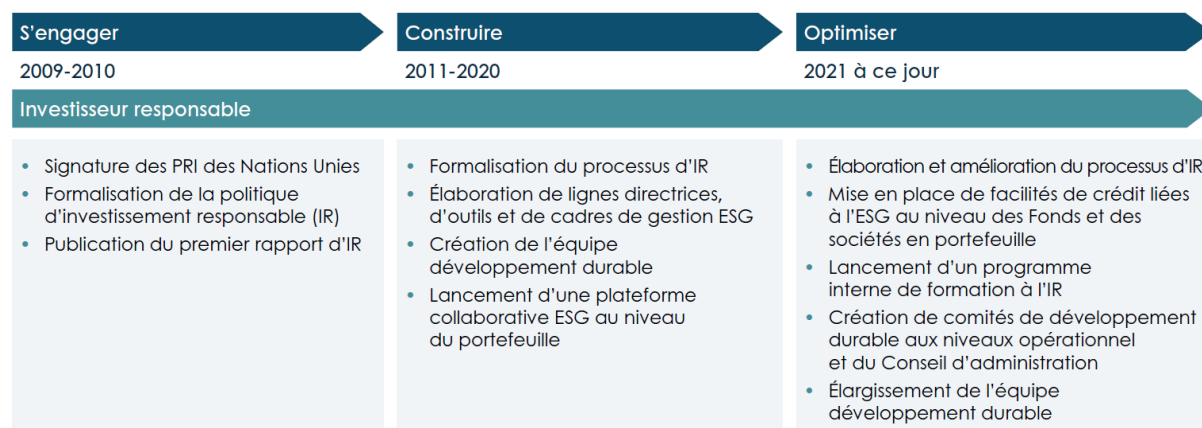 S'engager
2009-2010
Construire
2011-2020
Optimiser
2021 à ce jour
Investisseur responsable
• Signature des PRI des Nations Unies
• Formalisation de la politique
d'investissement responsable (IR)
• Publication du premier rapport d'IR
• Formalisation du processus d'IR
• Élaboration de lignes directrices,
d'outils et de cadres de gestion ESG
• Création de l'équipe
développement durable
• Lancement d'une plateforme
collaborative ESG au niveau
du portefeuille
• Élaboration et amélioration du processus d'IR
• Mise en place de facilités de crédit liées
à l'ESG au niveau des Fonds et des
sociétés en portefeuille
• Lancement d'un programme
interne de formation à l'IR
• Création de comités de développement
durable aux niveaux opérationnel
et du Conseil d'administration
• Élargissement de l'équipe
développement durable